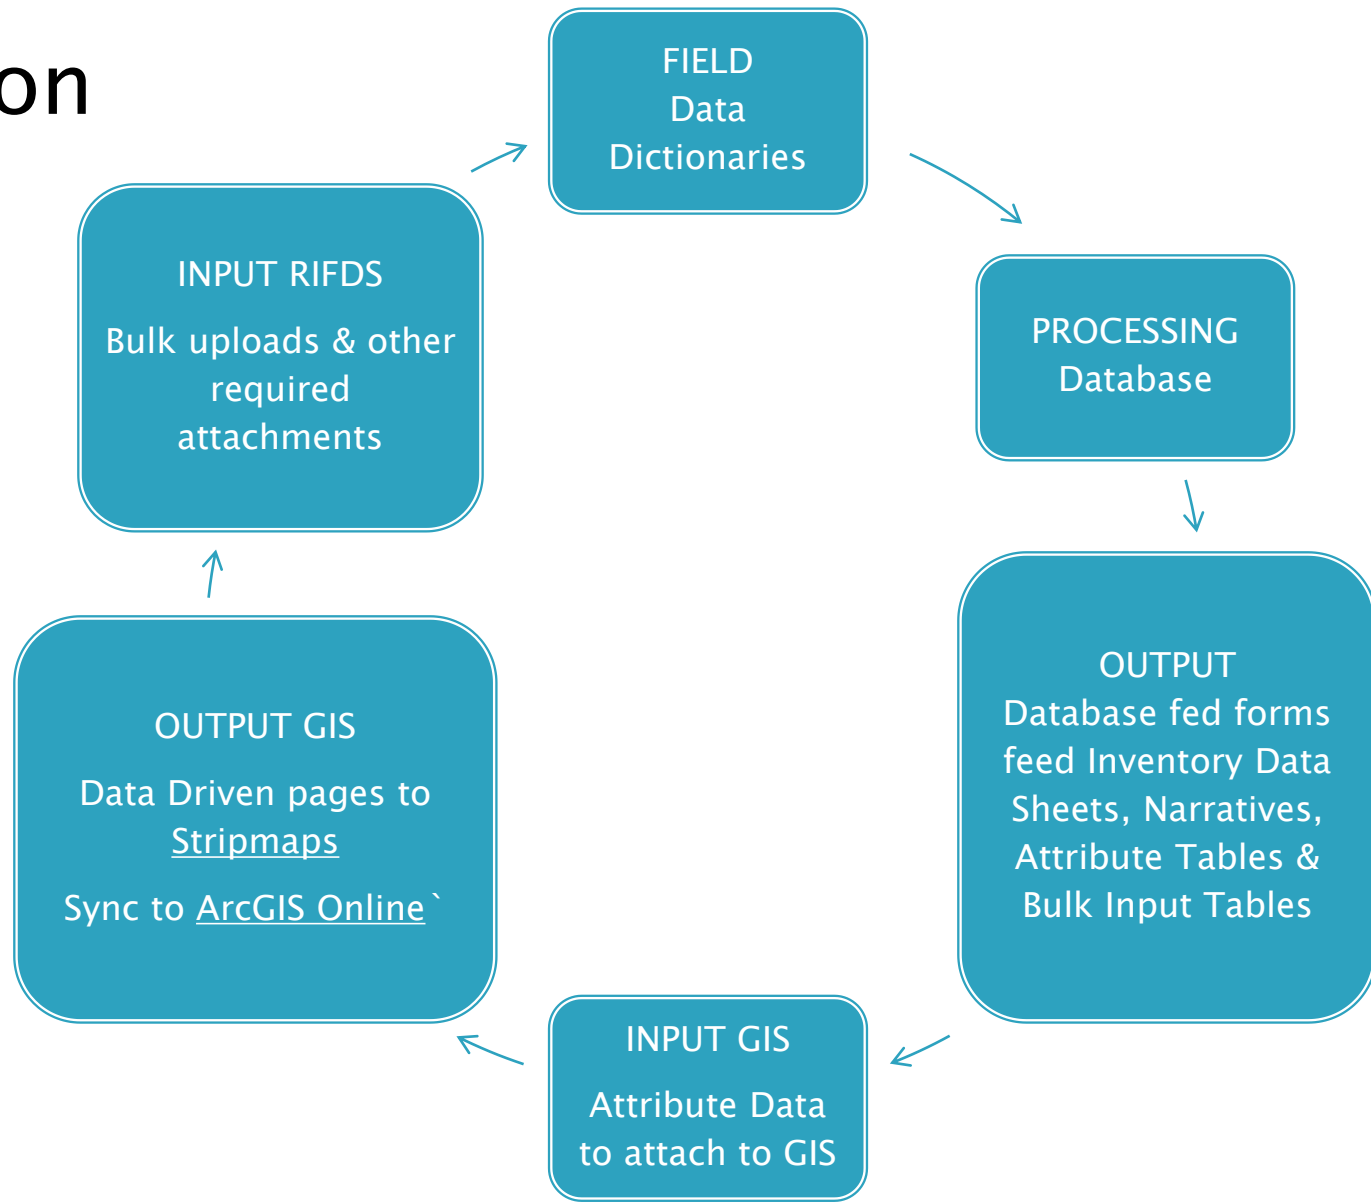 on
FIELD
Data
Dictionaries
PROCESSING
Database
OUTPUT
Database fed forms
feed Inventory Data
Sheets, Narratives,
Attribute Tables &
Bulk Input Tables
INPUT GIS
Attribute Data
to attach to GIS
OUTPUT GIS
Data Driven pages to
Stripmaps
Sync to ArcGIS Online`
INPUT RIFDS
Bulk uploads & other
required
attachments